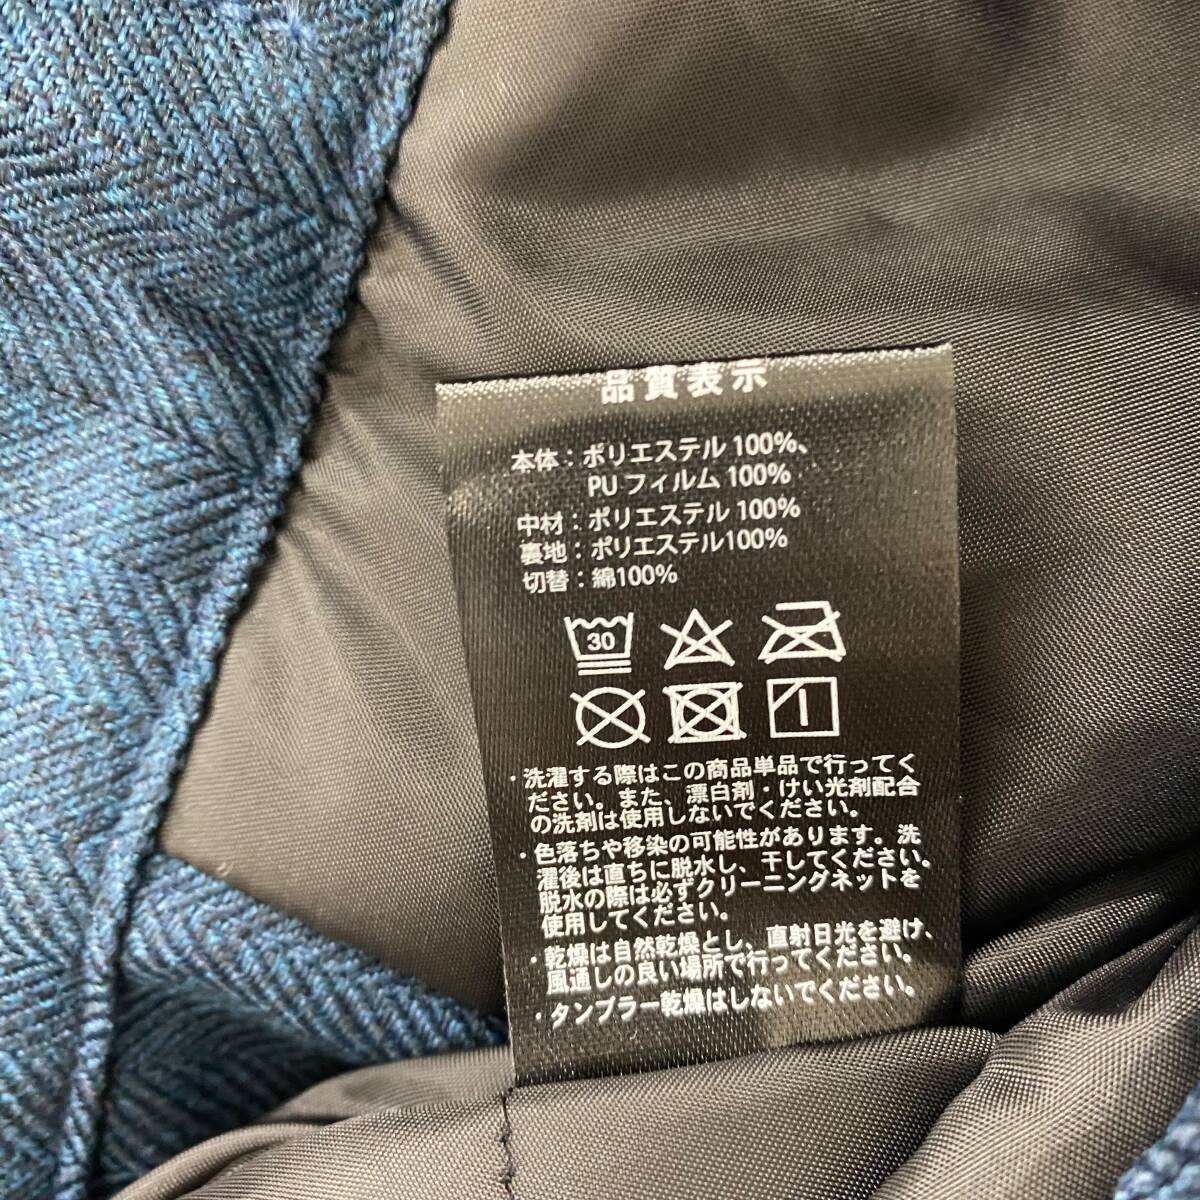 品質表示
本体：ポリエステル 100%、
PU フィルム 100%
中材：ポリエステル 100%
裏地：ポリエステル100%
切替：綿100%
30
・洗濯する際はこの商品単品で行ってく
ださい。また、漂白剤・けい光剤配合
の洗剤は使用しないでください。
・色落ちや移染の可能性があります。洗
濯後は直ちに脱水し、干してください。
脱水の際は必ずクリーニングネットを
使用してください。
・乾燥は自然乾燥とし、直射日光を避け、
風通しの良い場所で行ってください。
・タンブラー乾燥はしないでください。